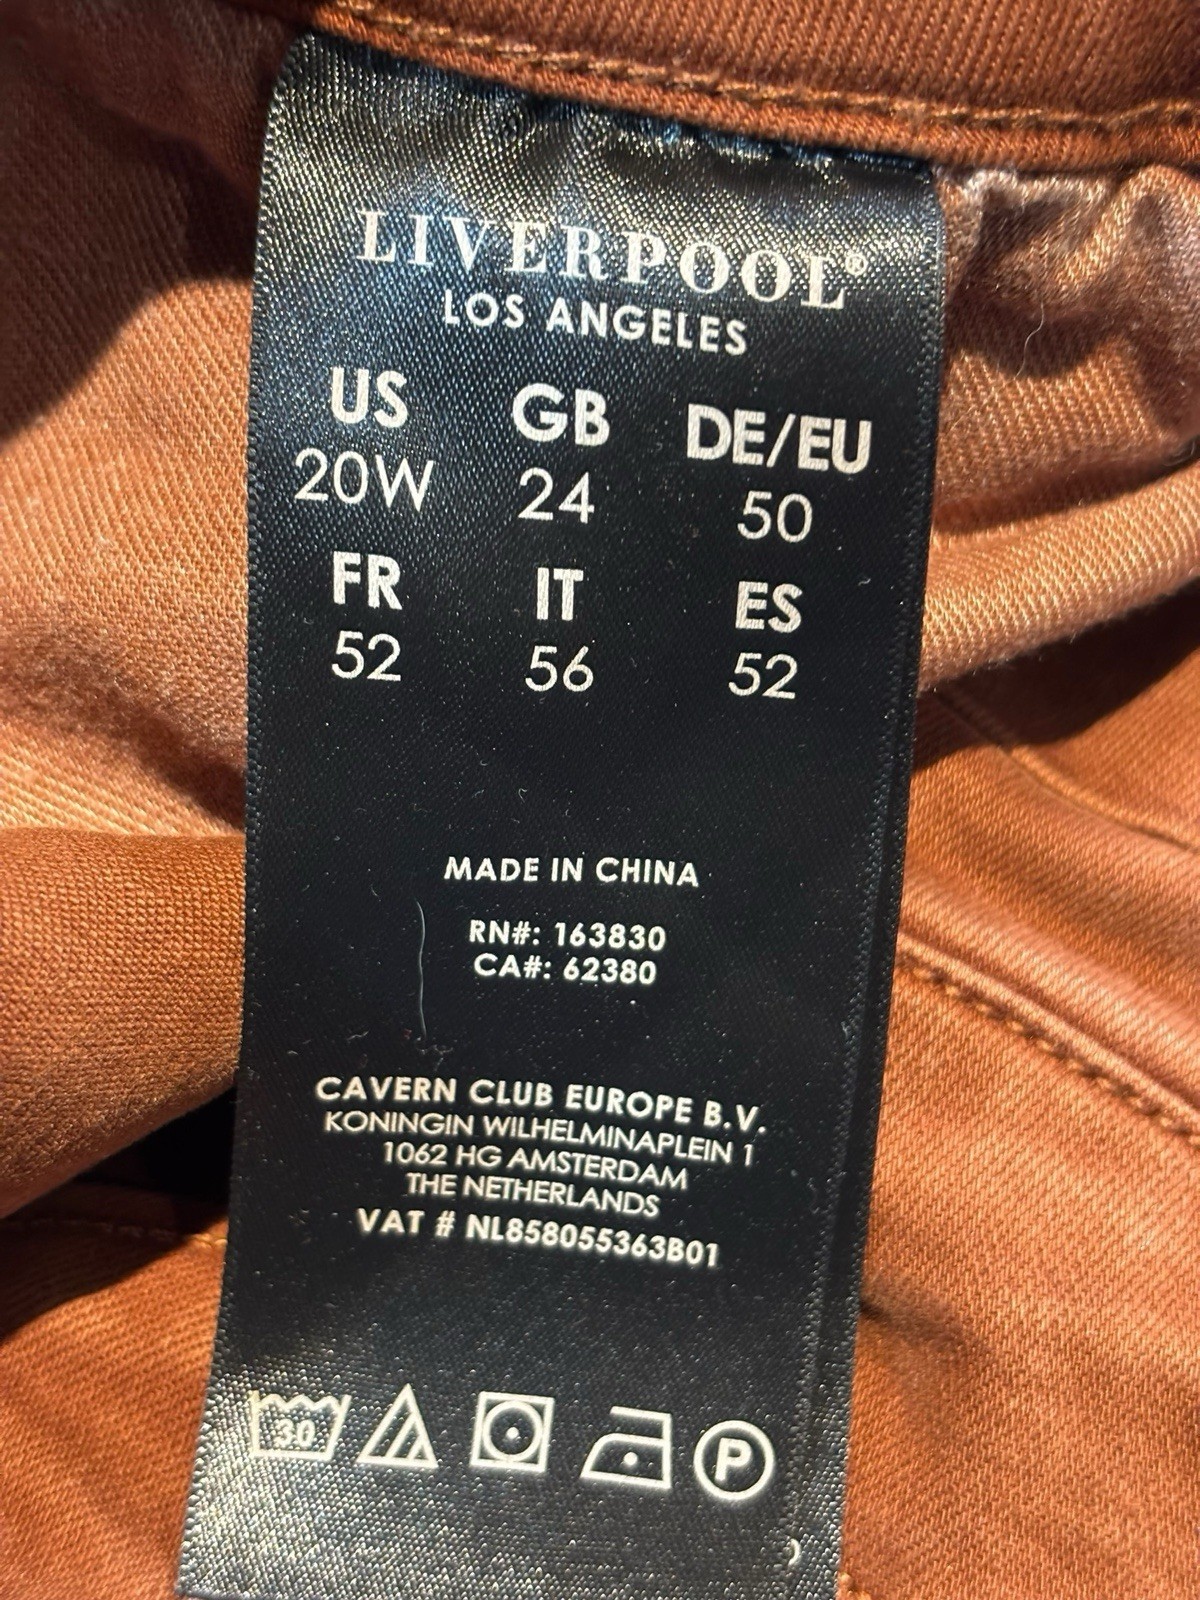 LIVERPOOL®
LOS ANGELES
US GB DE/EU
20W 24 50
FR IT ES
52 56 52
MADE IN CHINA
RN#: 163830
CA#: 62380
CAVERN CLUB EUROPE B.V.
KONINGIN WILHELMINAPLEIN 1
1062 HG AMSTERDAM
THE NETHERLANDS
VAT # NL858055363B01
30 P